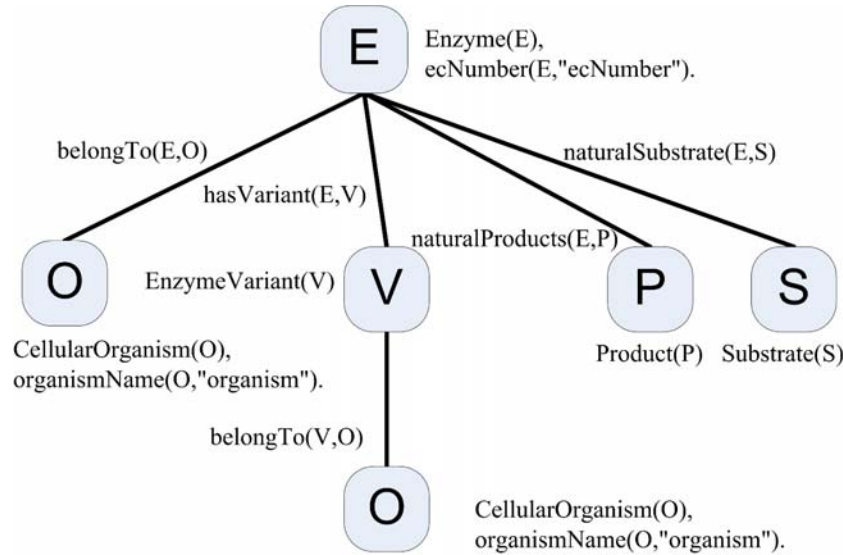 E
Enzyme(E),
ecNumber(E,"ecNumber").
belongTo(E,O)
naturalSubstrate(E,S)
hasVariant(E,V)
naturalProducts(E,P)
O
EnzymeVariant(V)
V
P
S
CellularOrganism(O),
organismName(O,"organism").
Product(P)
Substrate(S)
belongTo(V,O)
O
CellularOrganism(O),
organismName(O,"organism").